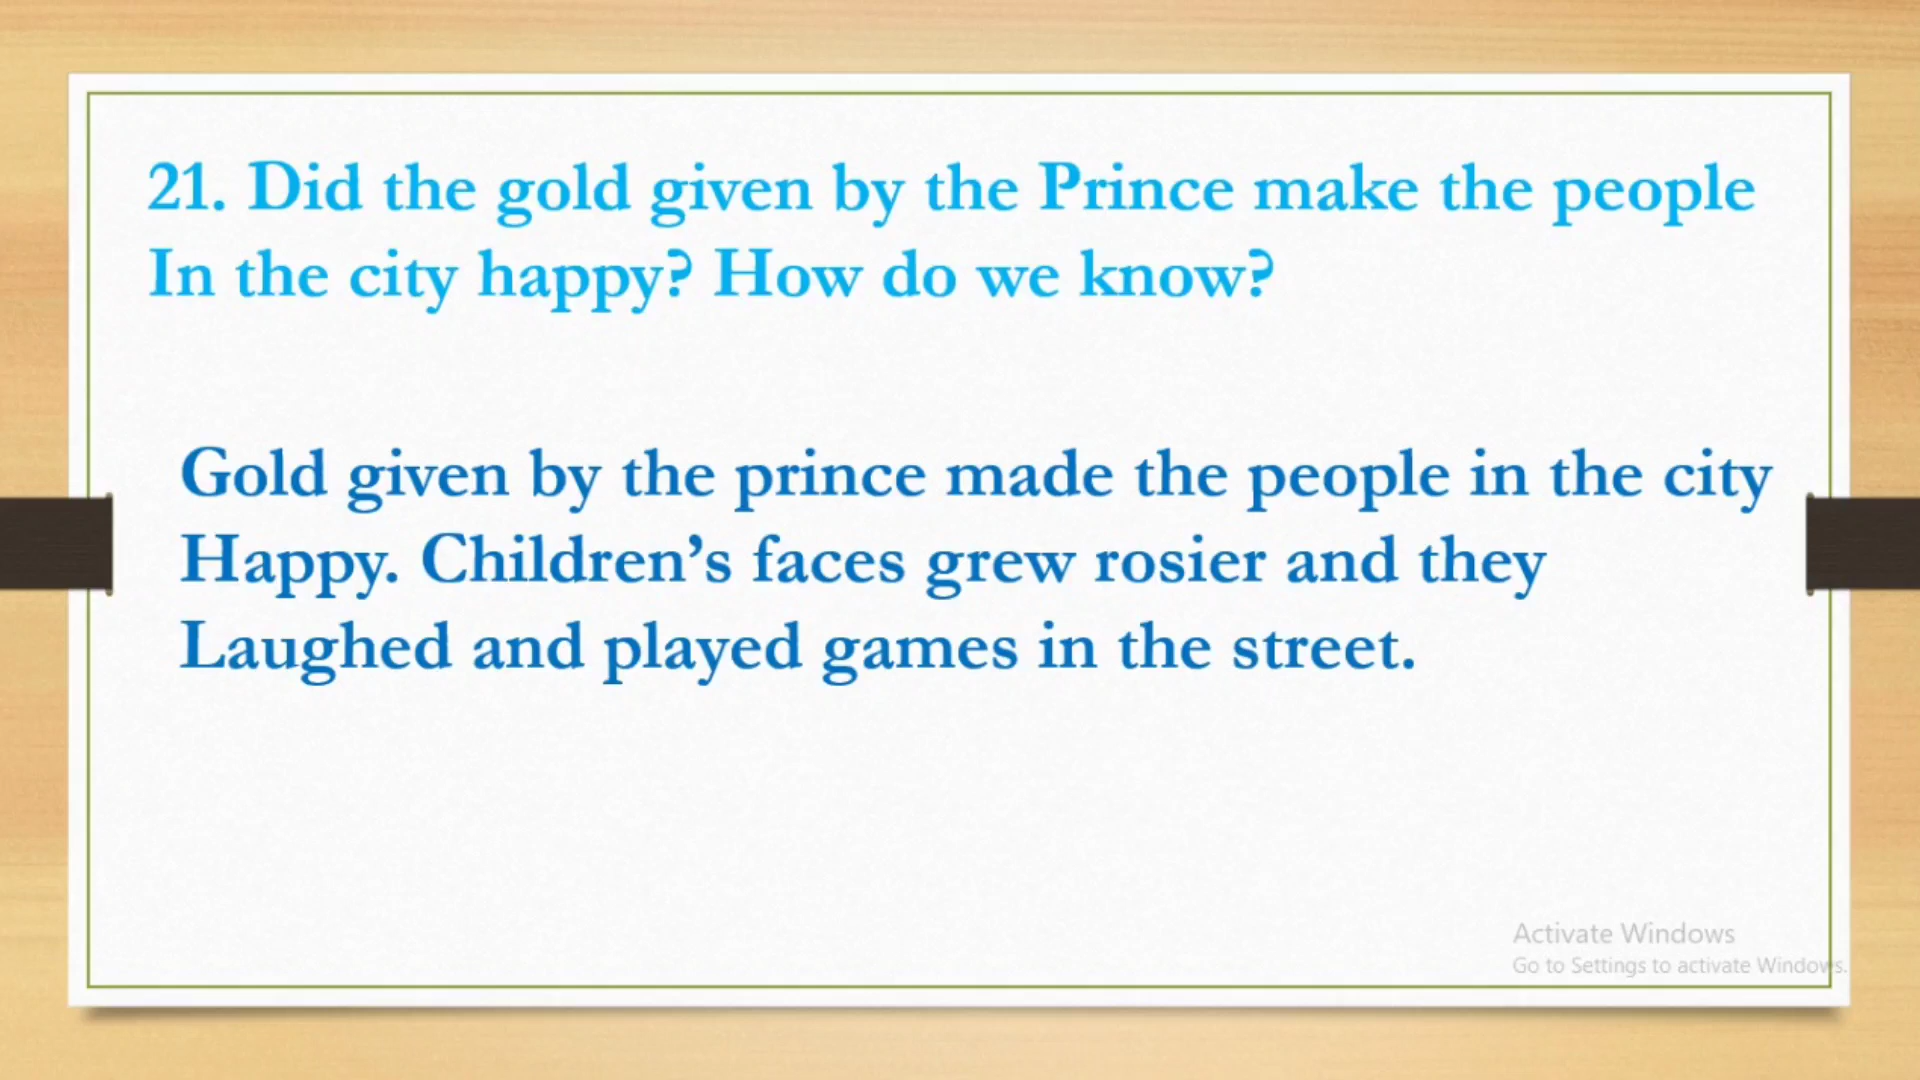 21. Did the gold given by the Prince make the people
In the city happy? How do we know?
Gold given by the prince made the people in the city
Happy. Children’s faces grew rosier and they
Laughed and played games in the street.
Activate Windows
Go to Settings to activate Windows.